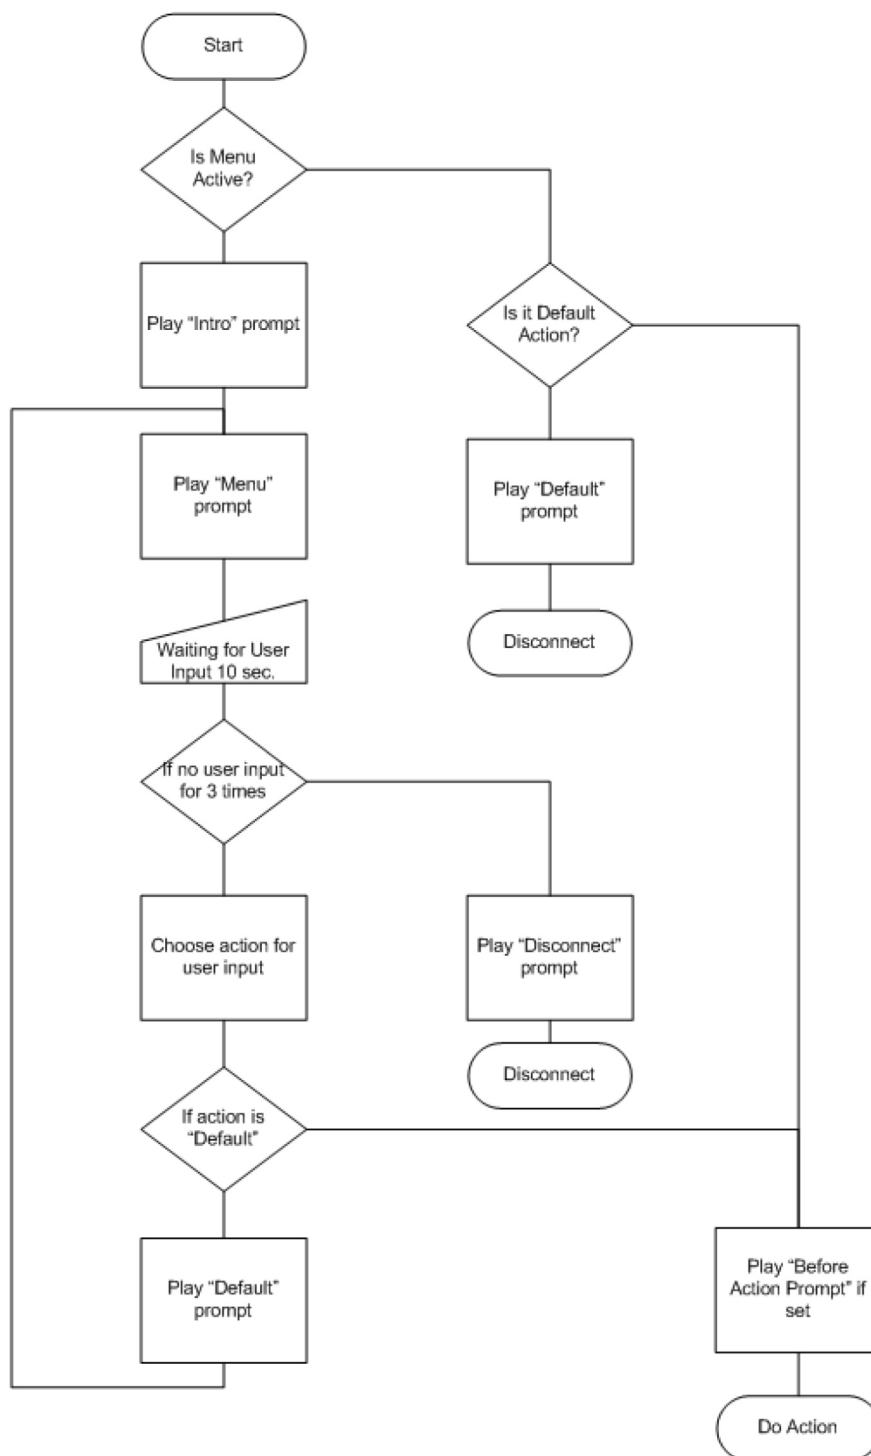 Start
Is Menu
Active?
Play “Intro” prompt
Is it Default
Action?
Play “Menu”
prompt
Play “Default”
prompt
Waiting for User
Input 10 sec.
Disconnect
If no user input
for 3 times
Choose action for
user input
Play “Disconnect”
prompt
Disconnect
If action is
“Default”
Play “Default”
prompt
Play “Before
Action Prompt” if
set
Do Action